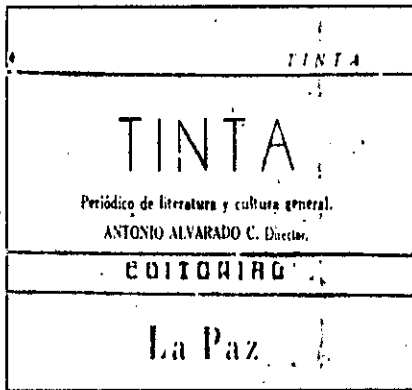 TINTA
TINTA
Periódico de literatura y cultura general.
ANTONIO ALVARADO C. Director.
EDITORIAL
La Paz